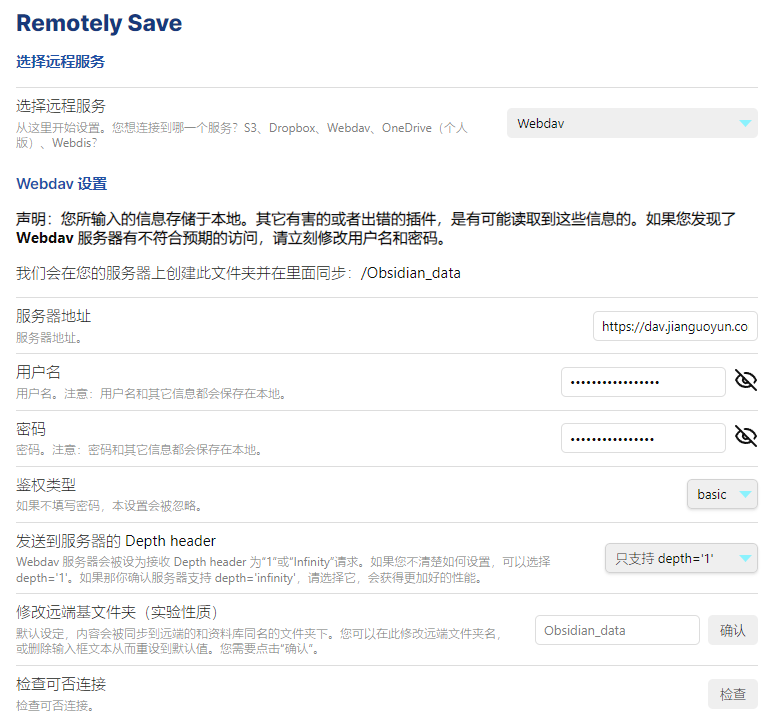 Remotely Save
选择远程服务
选择远程服务
从这里开始设置。您想连接到哪一个服务？S3、Dropbox、Webdav、OneDrive（个人
版）、Webdis？
Webdav
Webdav 设置
声明：您所输入的信息存储于本地。其它有害的或者出错的插件，是有可能读取到这些信息的。如果您发现了
Webdav 服务器有不符合预期的访问，请立刻修改用户名和密码。
我们会在您的服务器上创建此文件夹并在里面同步：/Obsidian_data
服务器地址
服务器地址。
https://dav.jianguoyun.co
用户名
用户名。注意：用户名和其它信息都会保存在本地。
•••••••••••••••••
密码
密码。注意：密码和其它信息都会保存在本地。
••••••••••••••••
鉴权类型
如果不填写密码，本设置会被忽略。
basic
发送到服务器的 Depth header
Webdav 服务器会被设为接收 Depth header 为“1”或“Infinity”请求。如果您不清楚如何设置，可以选择
depth='1'。如果那你确认服务器支持 depth='infinity'，请选择它，会获得更加好的性能。
只支持 depth='1'
修改远端基文件夹（实验性质）
默认设定，内容会被同步到远端的和资料库同名的文件夹下。您可以在此修改远端文件夹名，
或删除输入框文本从而重设到默认值。您需要点击“确认”。
Obsidian_data
确认
检查可否连接
检查可否连接。
检查